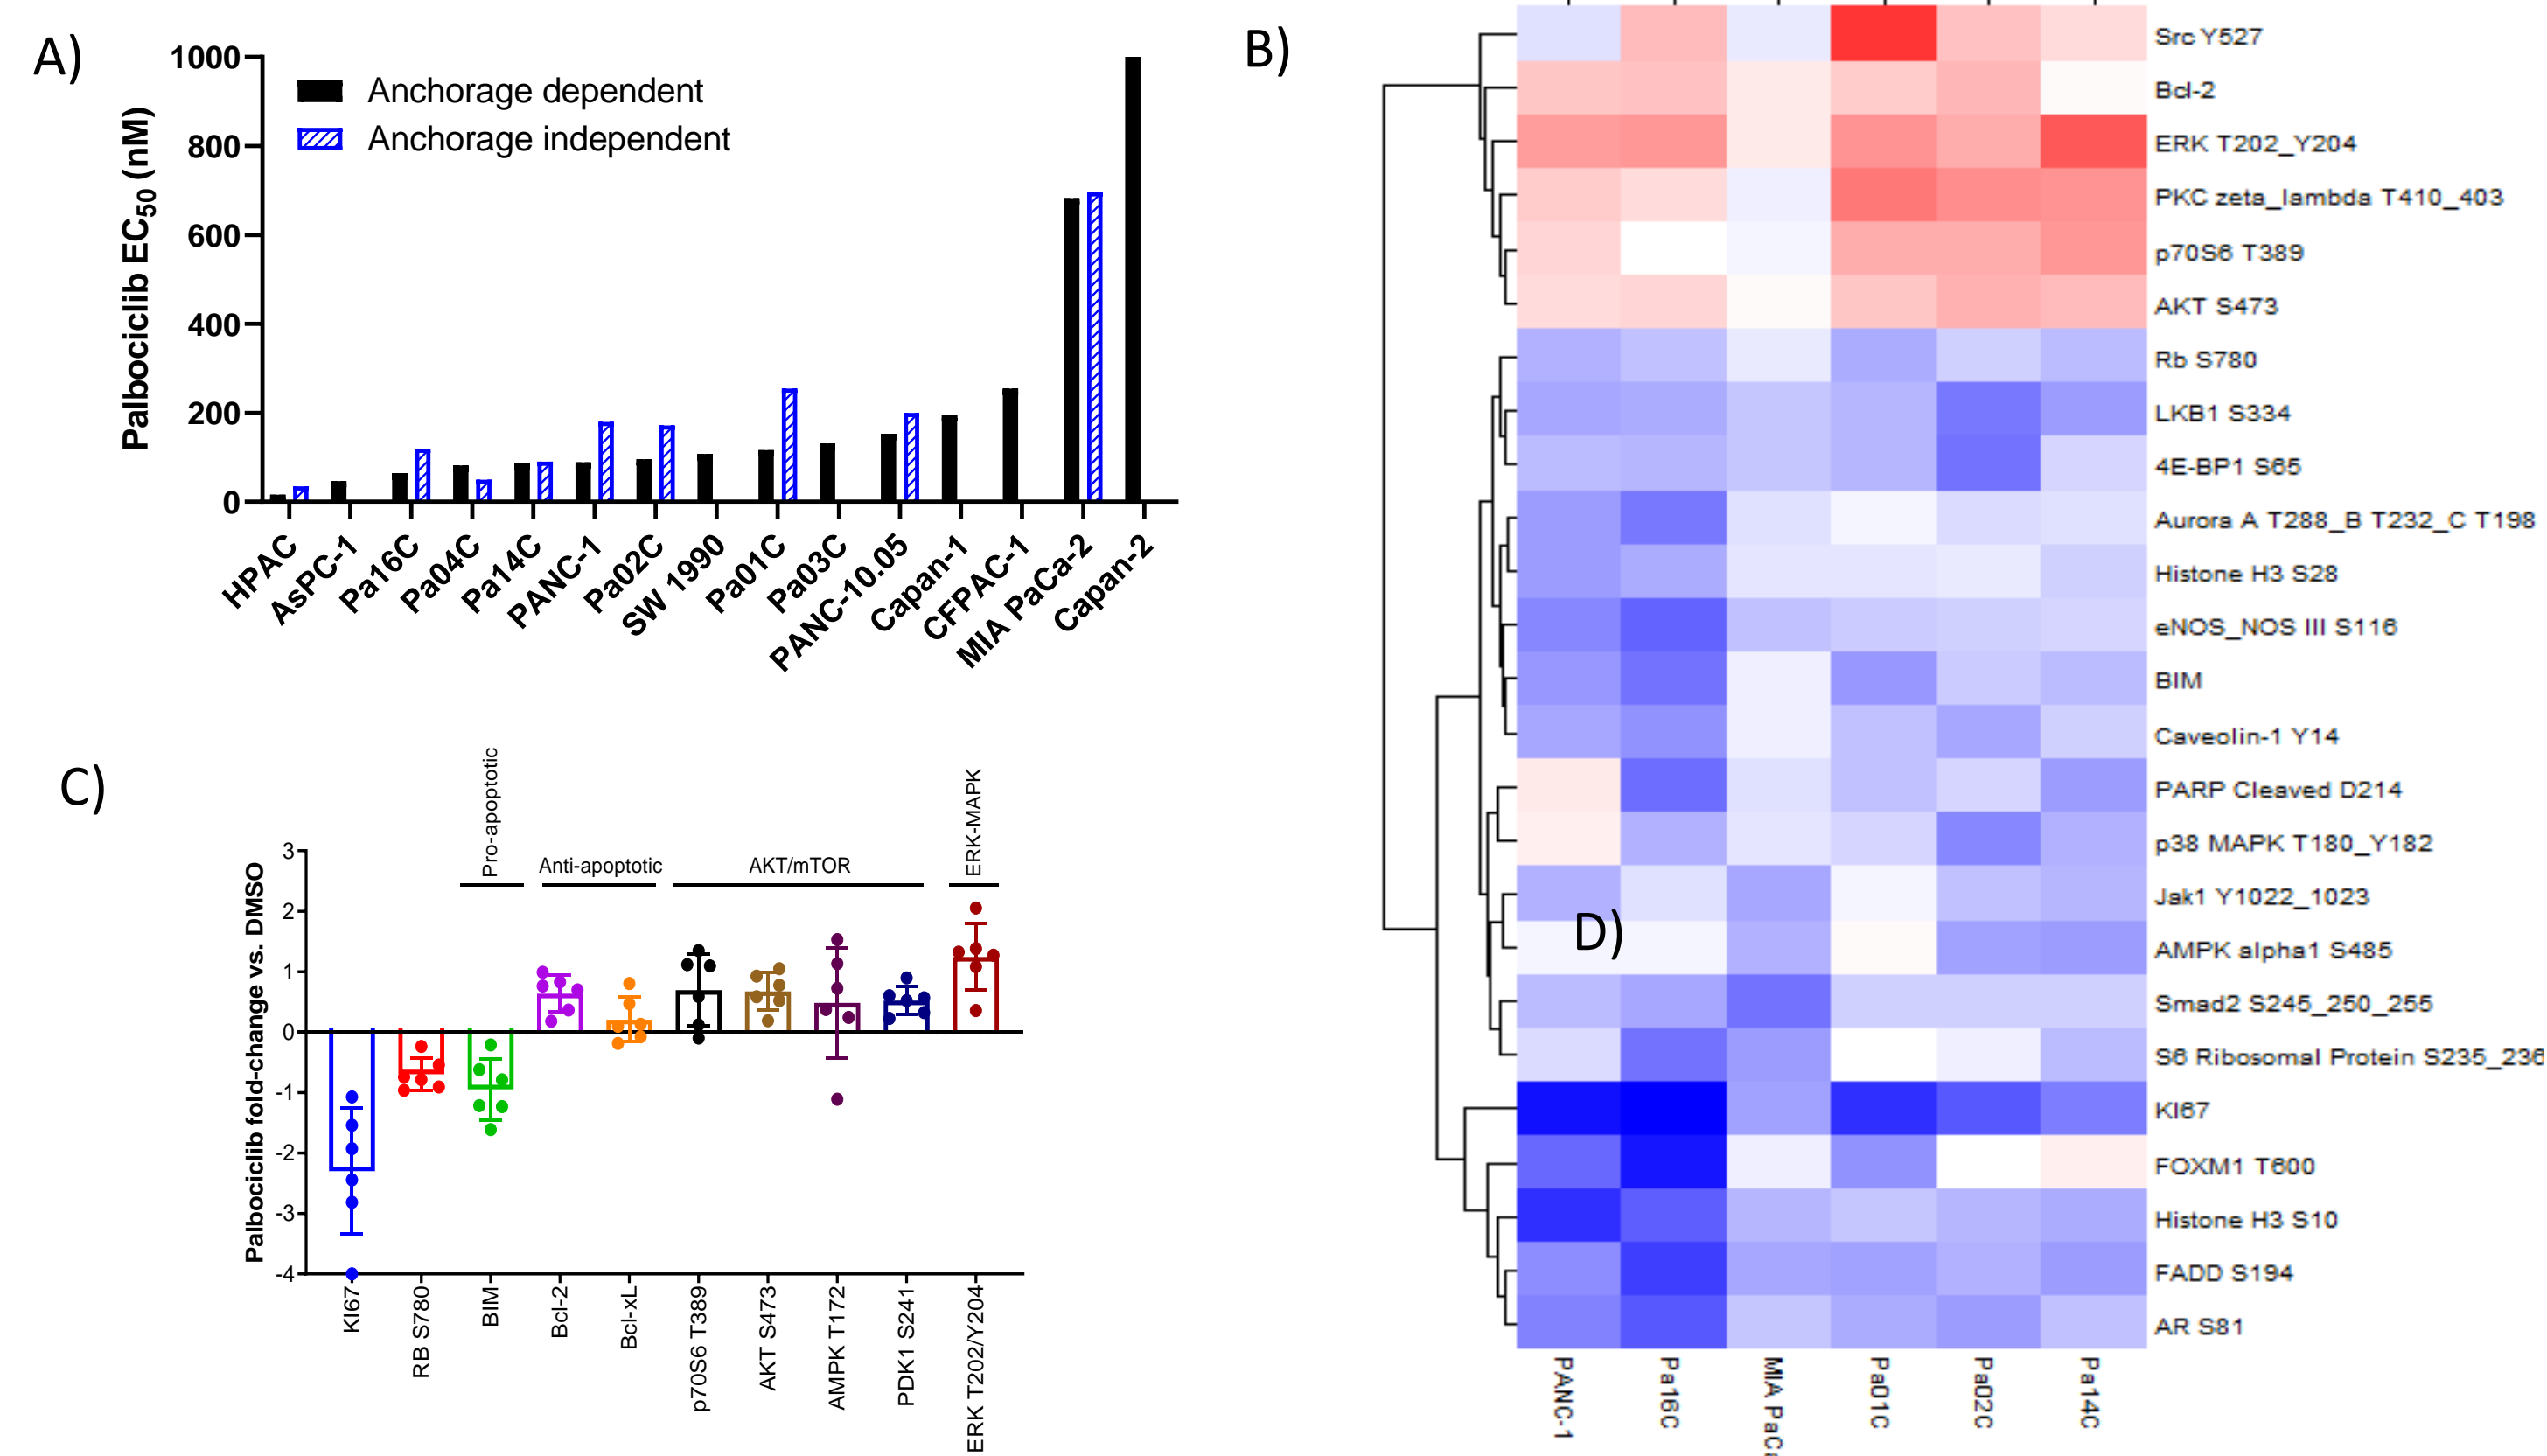 A)
1000
800
600
400
200
0
Palbociclib EC50 (nM)
Anchorage dependent
Anchorage independent
HPAC
AsPC-1
Pa16C
Pa04C
Pa14C
PANC-1
Pa02C
SW 1990
Pa01C
Pa03C
PANC-10.05
Capan-1
CFPAC-1
MIA PaCa-2
Capan-2
B)
Src Y527
Bcl-2
ERK T202_Y204
PKC zeta_lambda T410_403
p70S6 T389
AKT S473
Rb S780
LKB1 S334
4E-BP1 S65
Aurora A T288_B T232_C T198
Histone H3 S28
eNOS_NOS III S116
BIM
Caveolin-1 Y14
PARP Cleaved D214
p38 MAPK T180_Y182
Jak1 Y1022_1023
AMPK alpha1 S485
Smad2 S245_250_255
S6 Ribosomal Protein S235_236
KI67
FOXM1 T600
Histone H3 S10
FADD S194
AR S81
PANC-1
Pa16C
MIA PaCa
Pa01C
Pa02C
Pa14C
D)
C)
Palbociclib fold-change vs. DMSO
3
2
1
0
-1
-2
-3
-4
Pro-apoptotic
Anti-apoptotic
AKT/mTOR
ERK-MAPK
KI67
RB S780
BIM
Bcl-2
Bcl-xL
p70S6 T389
AKT S473
AMPK T172
PDK1 S241
ERK T202/Y204